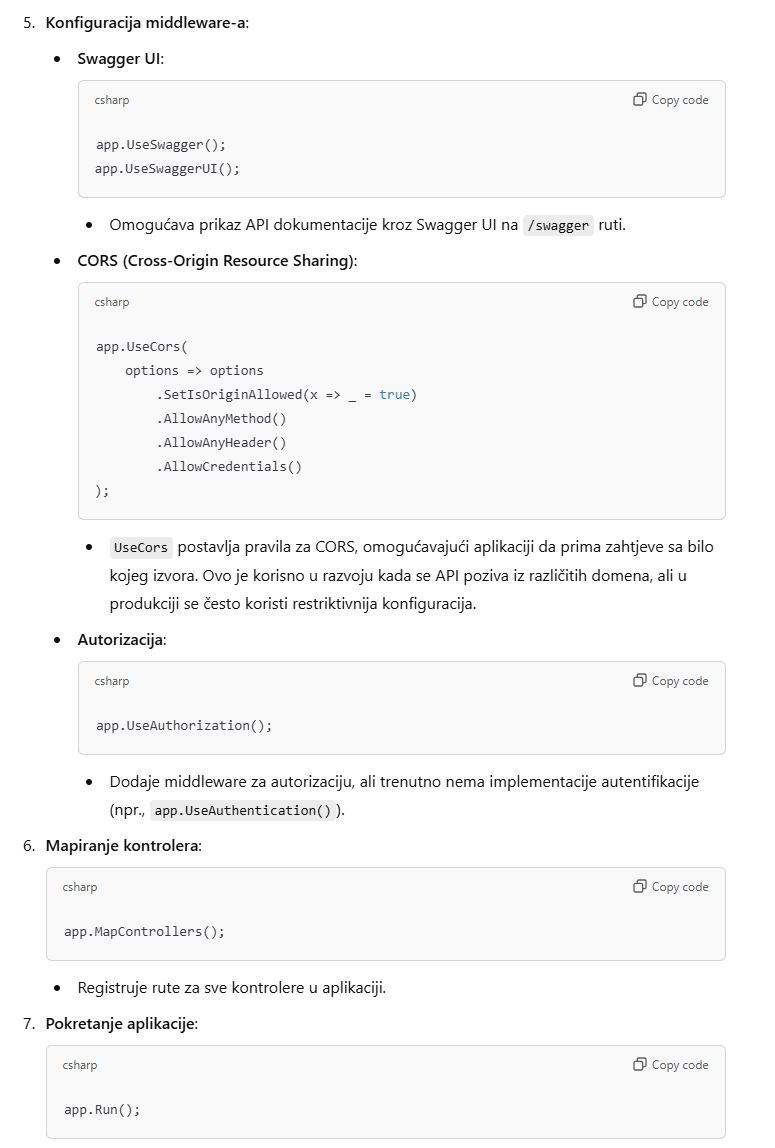 5. Konfiguracija middleware-a:
• Swagger UI:
csharp Copy code
app.UseSwagger();
app.UseSwaggerUI();
• Omogućava prikaz API dokumentacije kroz Swagger UI na /swagger ruti.
• CORS (Cross-Origin Resource Sharing):
csharp Copy code
app.UseCors(
    options => options
        .SetIsOriginAllowed(x => _ = true)
        .AllowAnyMethod()
        .AllowAnyHeader()
        .AllowCredentials()
);
• UseCors postavlja pravila za CORS, omogućavajući aplikaciji da prima zahtjeve sa bilo
kojeg izvora. Ovo je korisno u razvoju kada se API poziva iz različitih domena, ali u
produkciji se često koristi restriktivnija konfiguracija.
• Autorizacija:
csharp Copy code
app.UseAuthorization();
• Dodaje middleware za autorizaciju, ali trenutno nema implementacije autentifikacije
(npr., app.UseAuthentication()).
6. Mapiranje kontrolera:
csharp Copy code
app.MapControllers();
• Registruje rute za sve kontrolere u aplikaciji.
7. Pokretanje aplikacije:
csharp Copy code
app.Run();